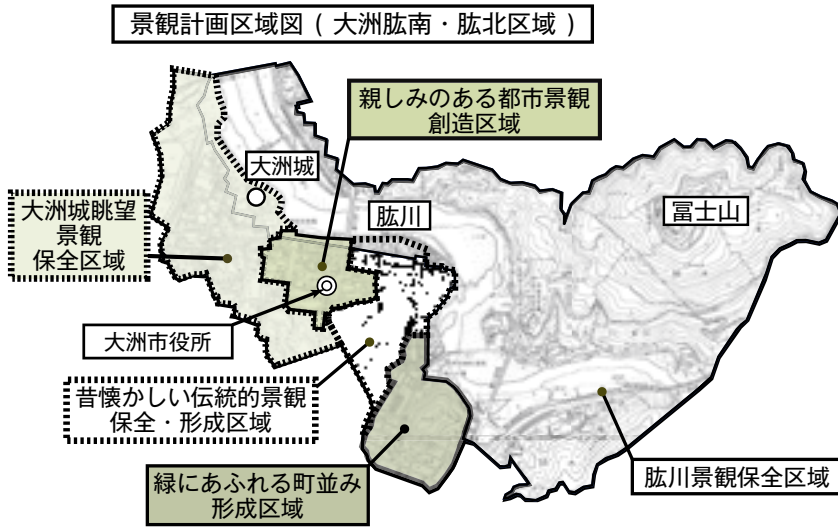 景観計画区域図 ( 大洲肱南・肱北区域 )
親しみのある都市景観
創造区域
大洲城
肱川
冨士山
大洲城眺望
景観
保全区域
大洲市役所
昔懐かしい伝統的景観
保全・形成区域
緑にあふれる町並み
形成区域
肱川景観保全区域